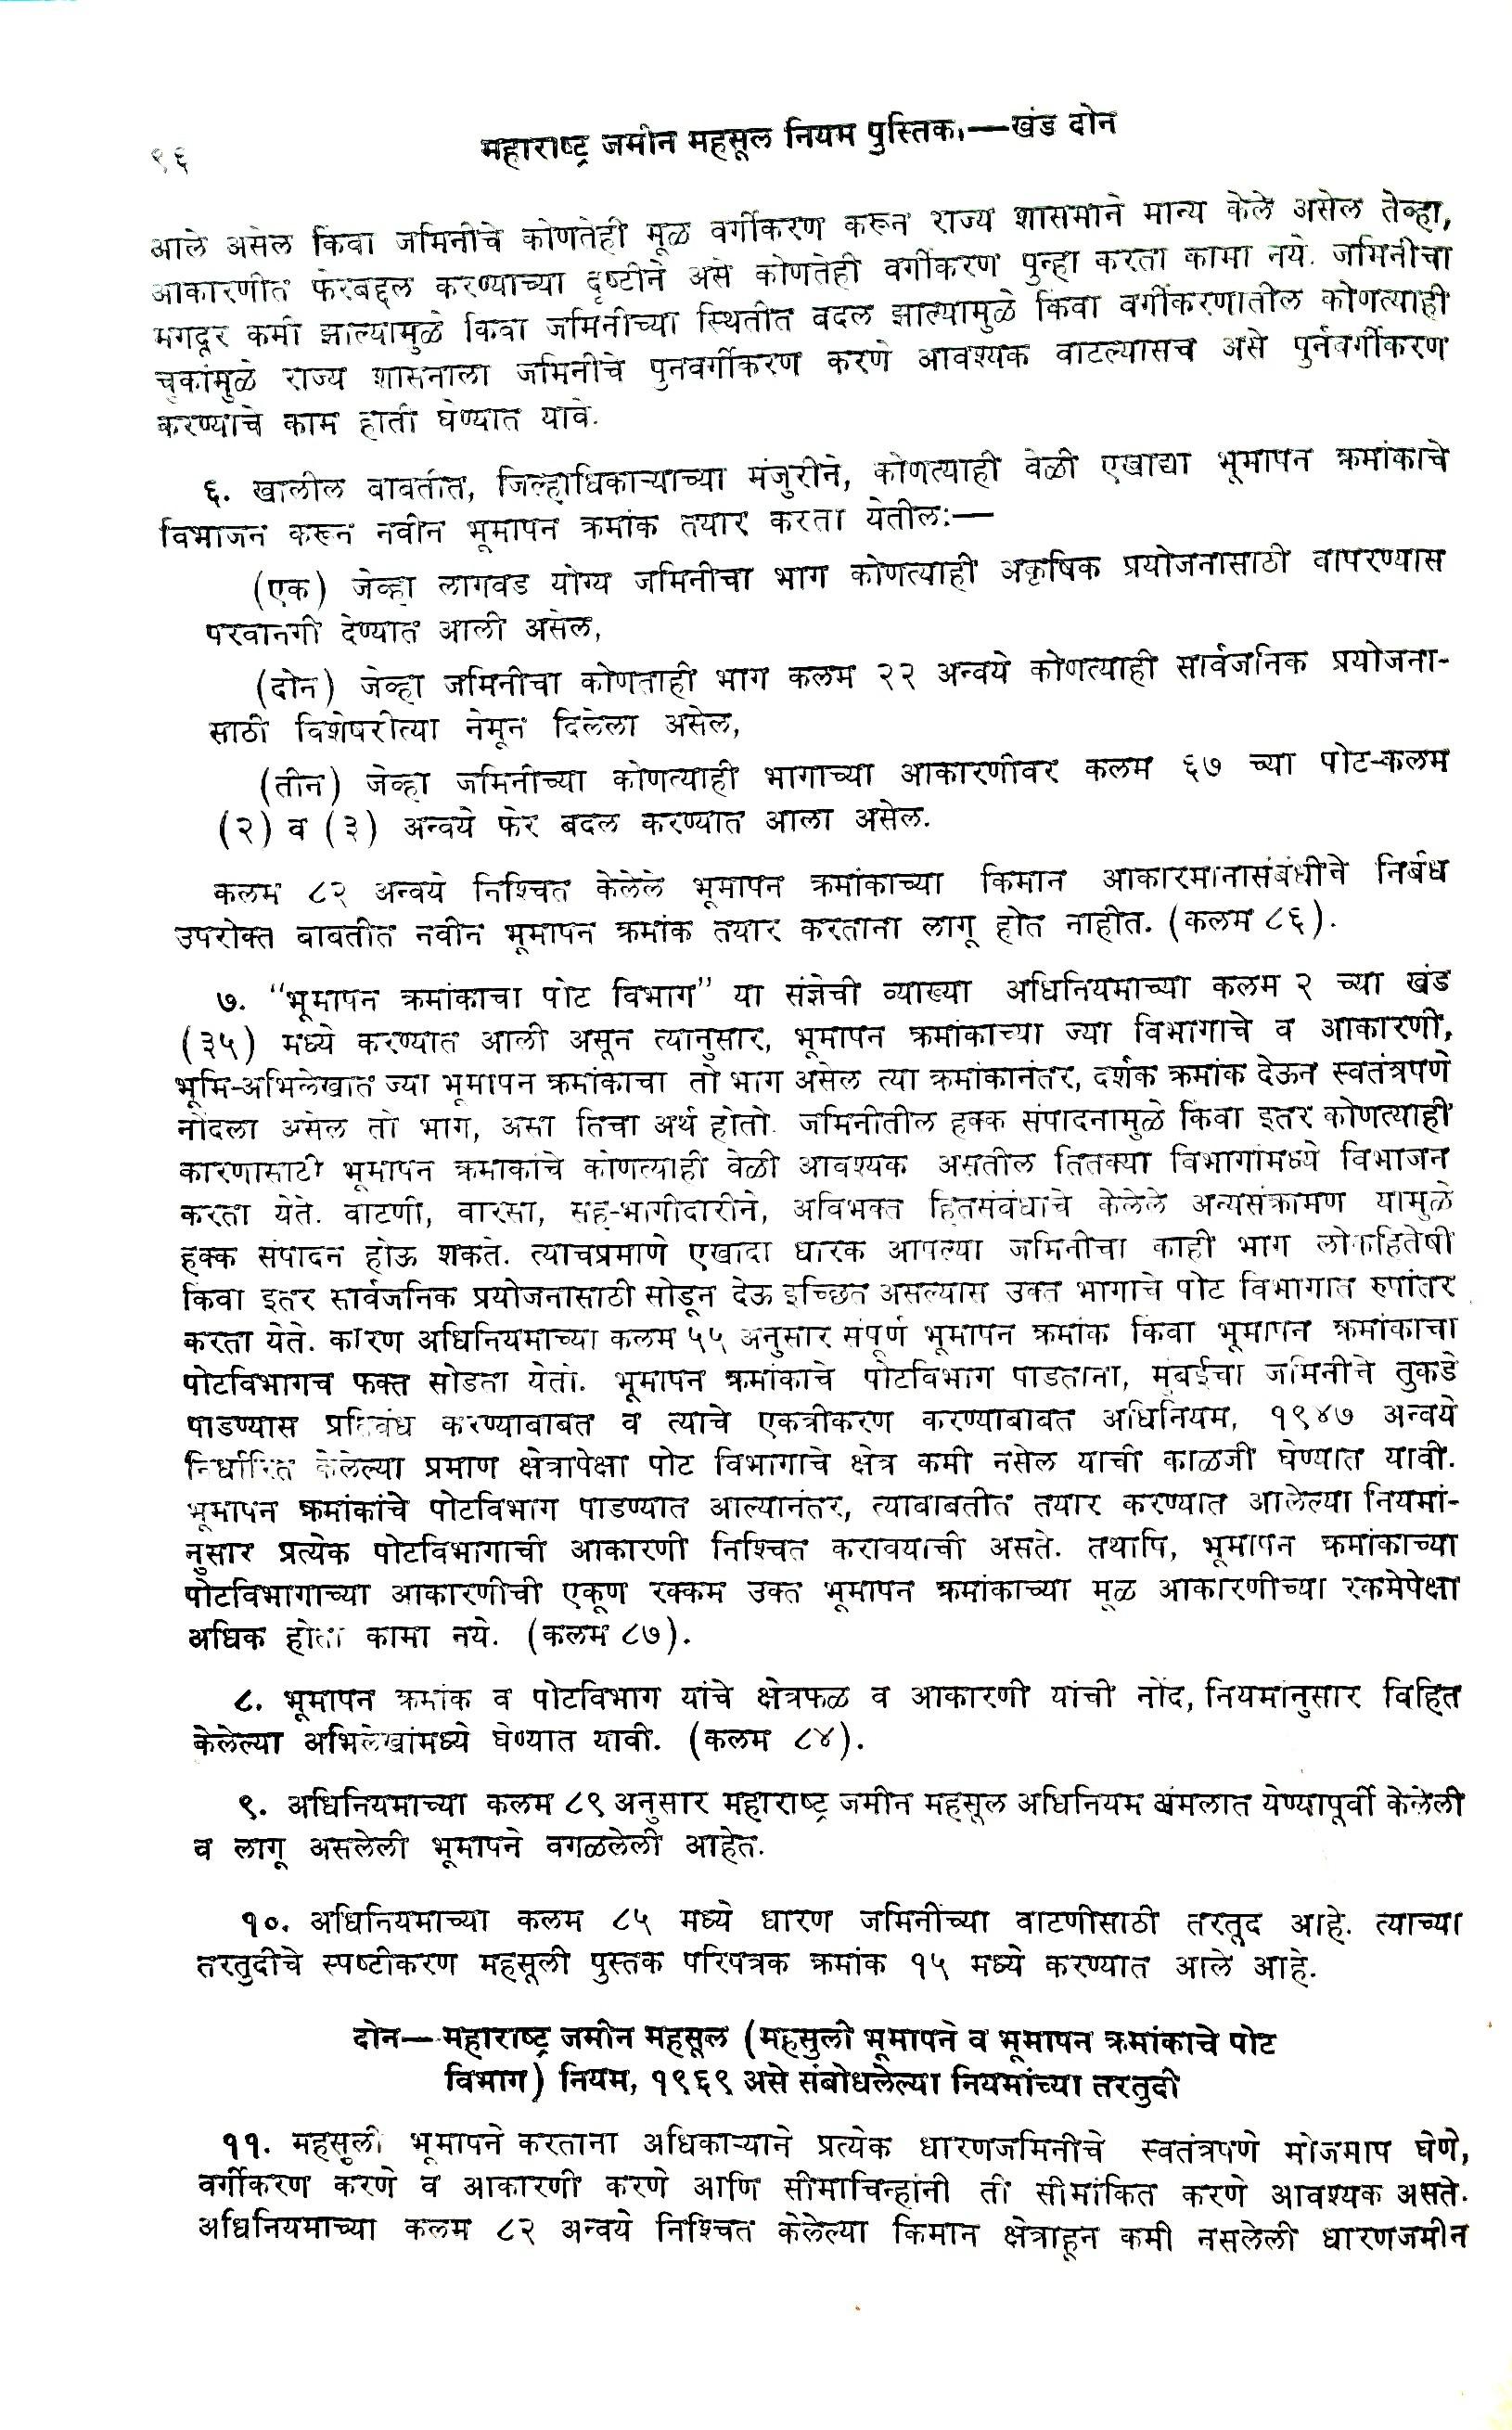 ९६
महाराष्ट्र जमीन महसूल नियम पुस्तिका—खंड दोन
आले असेल किंवा जमिनीचे कोणतेही मूळ वर्गीकरण करून राज्य शासमाने मान्य केले असेल तेव्हा,
आकारणीत फेरबद्दल करण्याच्या दृष्टीने असे कोणतेही वर्गीकरण पुन्हा करता कामा नये. जमिनीचा
मगदूर कमी झाल्यामुळे किंवा जमिनीच्या स्थितीत बदल झाल्यामुळे किंवा वर्गीकरणातील कोणत्याही
चुकांमुळे राज्य शासनाला जमिनीचे पुनवर्गीकरण करणे आवश्यक वाटल्यासच असे पुर्नवर्गीकरण
करण्याचे काम हाती घेण्यात यावे.
६. खालील बाबतीत, जिल्हाधिकाऱ्याच्या मंजुरीने, कोणत्याही वेळी एखाद्या भूमापन क्रमांकाचे
विभाजन करून नवीन भूमापन क्रमांक तयार करता येतील:—
(एक) जेव्हा लागवड योग्य जमिनीचा भाग कोणत्याही अकृषिक प्रयोजनासाठी वापरण्यास
परवानगी देण्यात आली असेल,
(दोन) जेव्हा जमिनीचा कोणताही भाग कलम २२ अन्वये कोणत्याही सार्वजनिक प्रयोजना-
साठी विशेषरीत्या नेमून दिलेला असेल,
(तीन) जेव्हा जमिनीच्या कोणत्याही भागाच्या आकारणीवर कलम ६७ च्या पोट-कलम
(२) व (३) अन्वये फेर बदल करण्यात आला असेल.
कलम ८२ अन्वये निश्चित केलेले भूमापन क्रमांकाच्या किमान आकारमानासंबंधीचे निर्बंध
उपरोक्त बाबतीत नवीन भूमापन क्रमांक तयार करताना लागू होत नाहीत. (कलम ८६).
७. "भूमापन क्रमांकाचा पोट विभाग" या संज्ञेची व्याख्या अधिनियमाच्या कलम २ च्या खंड
(३५) मध्ये करण्यात आली असून त्यानुसार, भूमापन क्रमांकाच्या ज्या विभागाचे व आकारणी,
भूमि-अभिलेखात ज्या भूमापन क्रमांकाचा तो भाग असेल त्या क्रमांकानंतर, दर्शक क्रमांक देऊन स्वतंत्रपणे
नोंदला असेल तो भाग, असा तिचा अर्थ होतो. जमिनीतील हक्क संपादनामुळे किंवा इतर कोणत्याही
कारणासाटी भूमापन क्रमाकांचे कोणत्याही वेळी आवश्यक असतील तितक्या विभागांमध्ये विभाजन
करता येते. वाटणी, वारसा, सह-भागीदारीने, अविभक्त हितसंबंधाचे केलेले अन्यसंक्रामण यामुळे
हक्क संपादन होऊ शकते. त्याचप्रमाणे एखादा धारक आपल्या जमिनीचा काही भाग लोकहितेषी
किंवा इतर सार्वजनिक प्रयोजनासाठी सोडून देऊ इच्छित असल्यास उक्त भागाचे पोट विभागात रुपांतर
करता येते. कारण अधिनियमाच्या कलम ५५ अनुसार संपूर्ण भूमापन क्रमांक किंवा भूमापन क्रमांकाचा
पोटविभागच फक्त सोडता येतो. भूमापन क्रमांकाचे पोटविभाग पाडताना, मुंबईचा जमिनीचे तुकडे
पाडण्यास प्रतिबंध करण्याबाबत व त्याचे एकत्रीकरण करण्याबाबत अधिनियम, १९४७ अन्वये
निर्धारित केलेल्या प्रमाण क्षेत्रापेक्षा पोट विभागाचे क्षेत्र कमी नसेल याची काळजी घेण्यात यावी.
भूमापन क्रमांकांचे पोटविभाग पाडण्यात आल्यानंतर, त्याबाबतीत तयार करण्यात आलेल्या नियमां-
नुसार प्रत्येक पोटविभागाची आकारणी निश्चित करावयाची असते. तथापि, भूमापन क्रमांकाच्या
पोटविभागाच्या आकारणीची एकूण रक्कम उक्त भूमापन क्रमांकाच्या मूळ आकारणीच्या रकमेपेक्षा
अधिक होता कामा नये. (कलम ८७).
८. भूमापन क्रमांक व पोटविभाग यांचे क्षेत्रफळ व आकारणी यांची नोंद, नियमांनुसार विहित
केलेल्या अभिलेखांमध्ये घेण्यात यावी. (कलम ८४).
९. अधिनियमाच्या कलम ८९ अनुसार महाराष्ट्र जमीन महसूल अधिनियम अंमलात येण्यापूर्वी केलेली
व लागू असलेली भूमापने वगळलेली आहेत.
१०. अधिनियमाच्या कलम ८५ मध्ये धारण जमिनींच्या वाटणीसाठी तरतूद आहे. त्याच्या
तरतुदीचे स्पष्टीकरण महसूली पुस्तक परिपत्रक क्रमांक १५ मध्ये करण्यात आले आहे.
दोन—महाराष्ट्र जमीन महसूल (महसुली भूमापने व भूमापन क्रमांकाचे पोट
विभाग) नियम, १९६९ असे संबोधलेल्या नियमांच्या तरतुदी
११. महसुली भूमापने करताना अधिकाऱ्याने प्रत्येक धारणजमिनीचे स्वतंत्रपणे मोजमाप घेणे,
वर्गीकरण करणे व आकारणी करणे आणि सीमाचिन्हांनी ती सीमांकित करणे आवश्यक असते.
अधिनियमाच्या कलम ८२ अन्वये निश्चित केलेल्या किमान क्षेत्राहून कमी नसलेली धारणजमीन